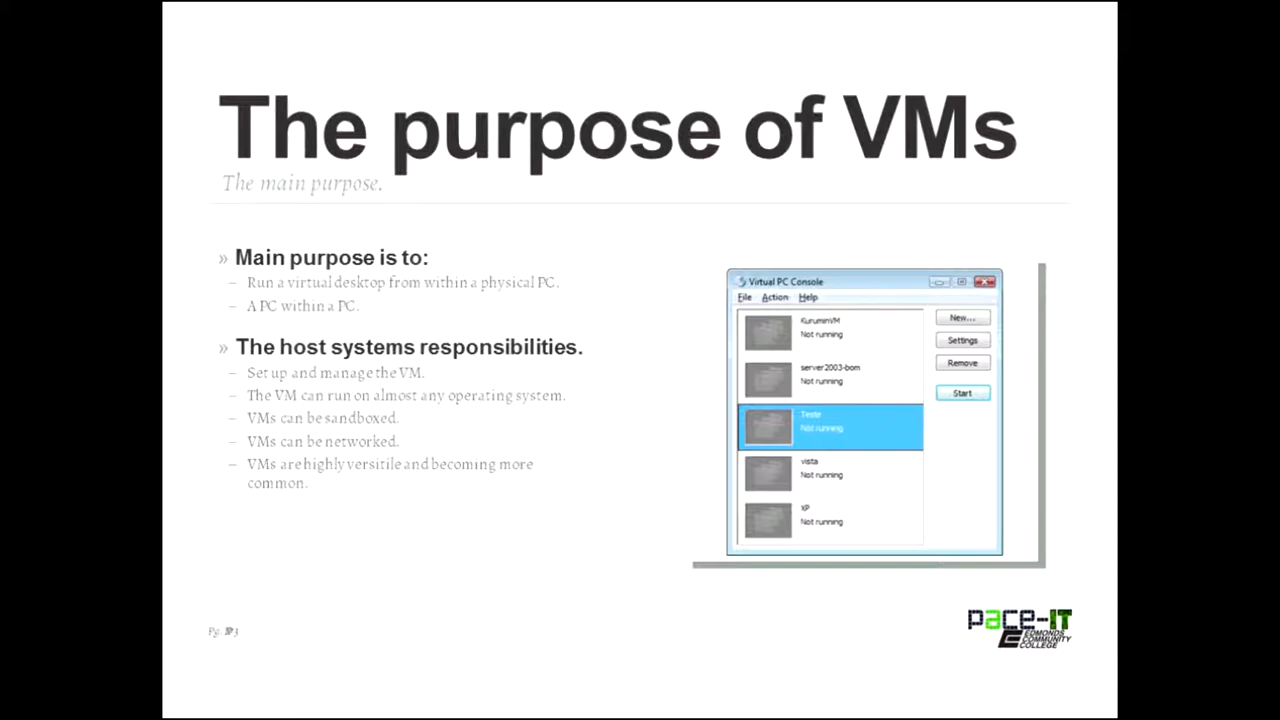 The purpose of VMs
The main purpose.
» Main purpose is to:
– Run a virtual desktop from within a physical PC.
– A PC within a PC.
» The host systems responsibilities.
– Set up and manage the VM.
– The VM can run on almost any operating system.
– VMs can be sandboxed.
– VMs can be networked.
– VMs are highly versitile and becoming more
common.
Virtual PC Console
File Action Help
KuruminVM
Not running
server2003-bom
Not running
Teste
Not running
vista
Not running
XP
Not running
New...
Settings
Remove
Start
Pg.
pace-IT
EDMONDS
COMMUNITY
COLLEGE